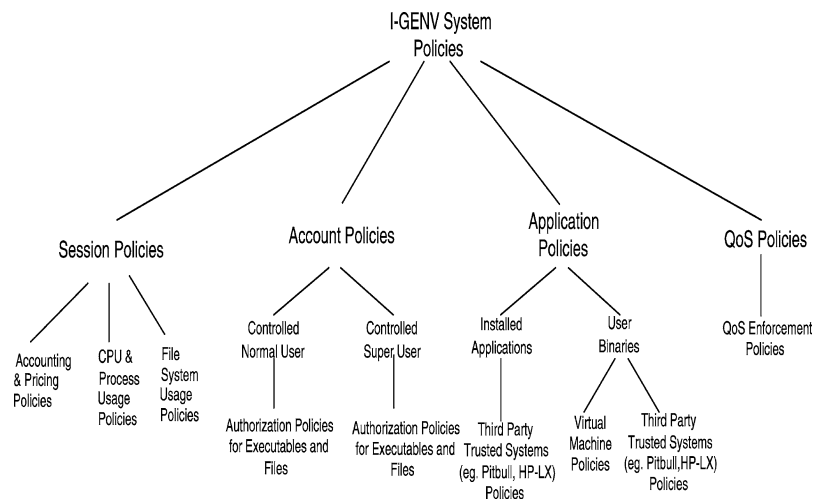 I-GENV System
Policies
Session Policies
Account Policies
Application
Policies
QoS Policies
Accounting
& Pricing
Policies
CPU &
Process
Usage
Policies
File
System
Usage
Policies
Controlled
Normal User
Controlled
Super User
Installed
Applications
User
Binaries
QoS Enforcement
Policies
Authorization Policies
for Executables and
Files
Authorization Policies
for Executables and
Files
Third Party
Trusted Systems
(eg. Pitbull, HP-LX)
Policies
Virtual
Machine
Policies
Third Party
Trusted Systems
(eg. Pitbull,HP-LX)
Policies